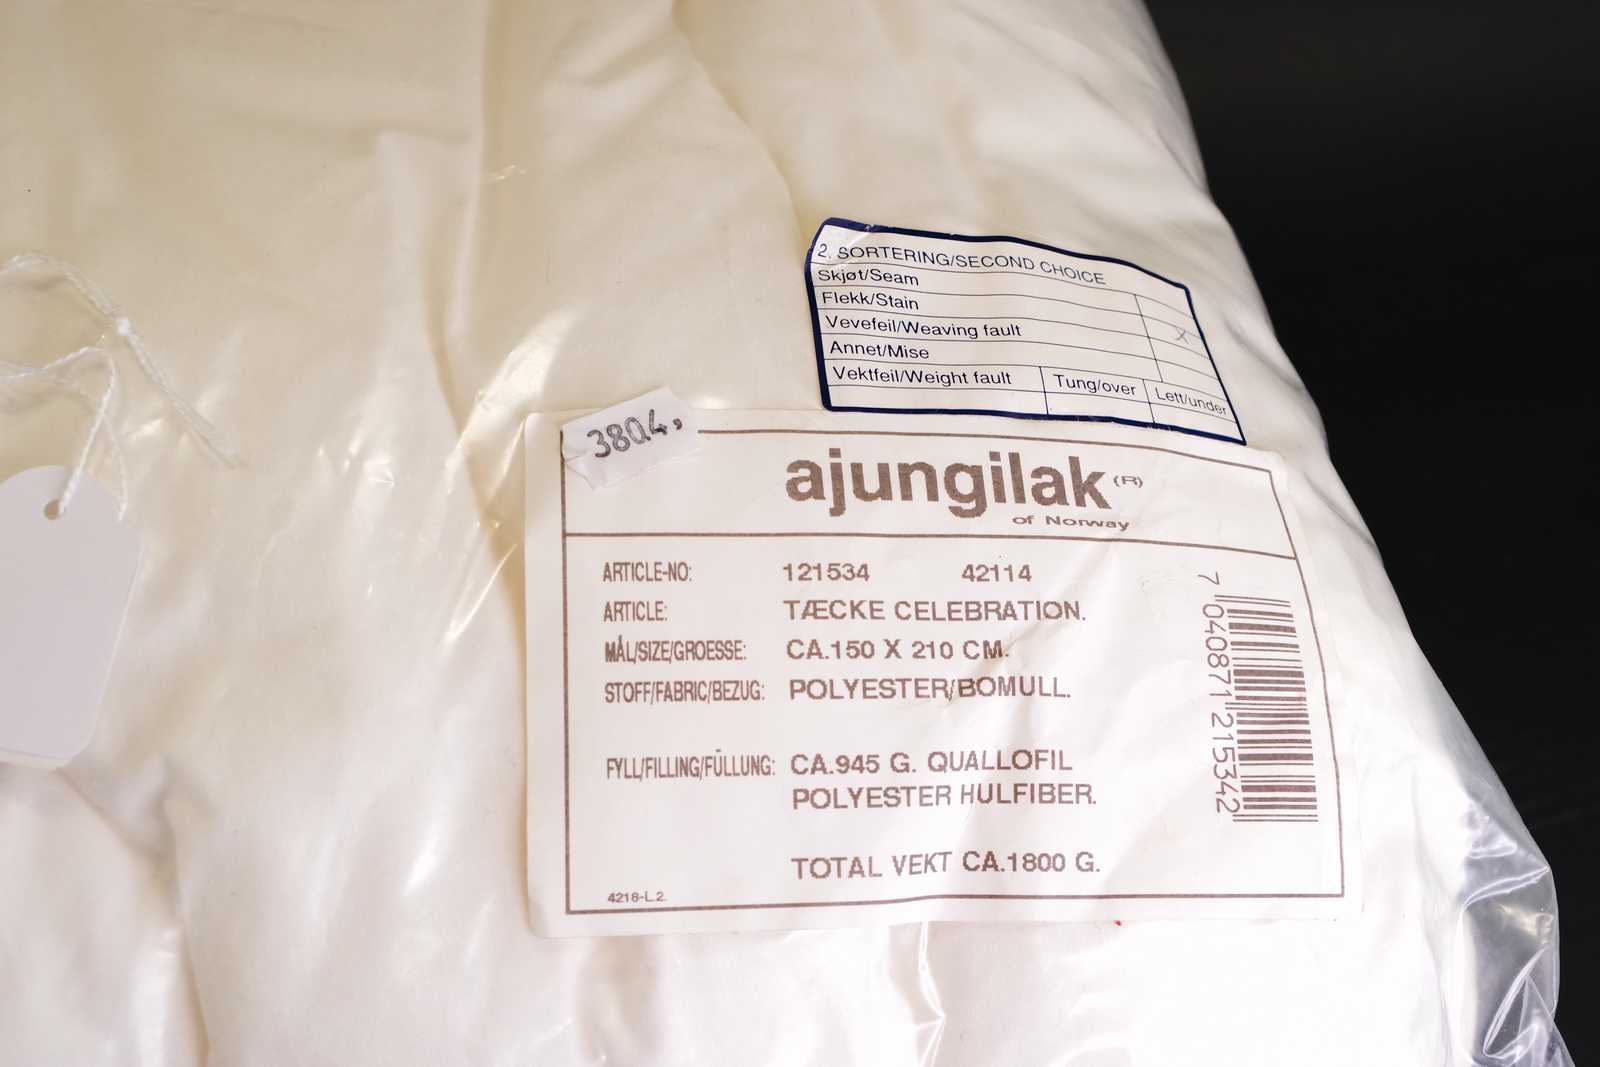 2. SORTERING/SECOND CHOICE
Skjøt/Seam
Flekk/Stain
Vevefeil/Weaving fault X
Annet/Mise
Vektfeil/Weight fault Tung/over Lett/under
380.4,
ajungilak (R)
of Norway
ARTICLE-NO: 121534 42114
ARTICLE: TÆCKE CELEBRATION.
MÅL/SIZE/GROESSE: CA.150 X 210 CM.
STOFF/FABRIC/BEZUG: POLYESTER/BOMULL.
FYLL/FILLING/FÜLLUNG: CA.945 G. QUALLOFIL
POLYESTER HULFIBER.
TOTAL VEKT CA.1800 G.
4218-L.2
7 040871 215342